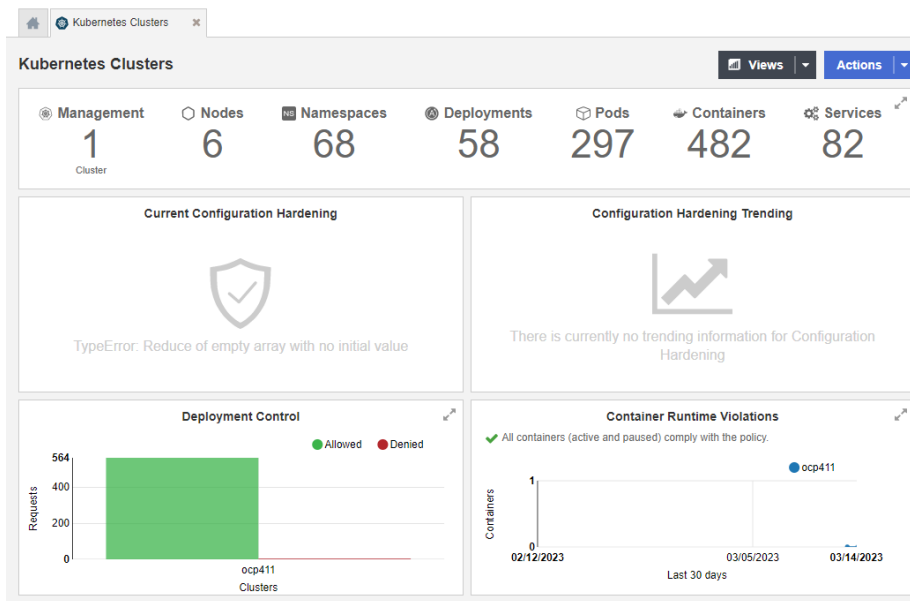 Kubernetes Clusters
Kubernetes Clusters
Views
Actions
Management
1
Cluster
Nodes
6
NS Namespaces
68
Deployments
58
Pods
297
Containers
482
Services
82
Current Configuration Hardening
TypeError: Reduce of empty array with no initial value
Configuration Hardening Trending
There is currently no trending information for Configuration
Hardening
Deployment Control
Allowed Denied
564
400
200
0
Requests
ocp411
Clusters
Container Runtime Violations
All containers (active and paused) comply with the policy.
ocp411
1
0
Containers
02/12/2023 03/05/2023 03/14/2023
Last 30 days